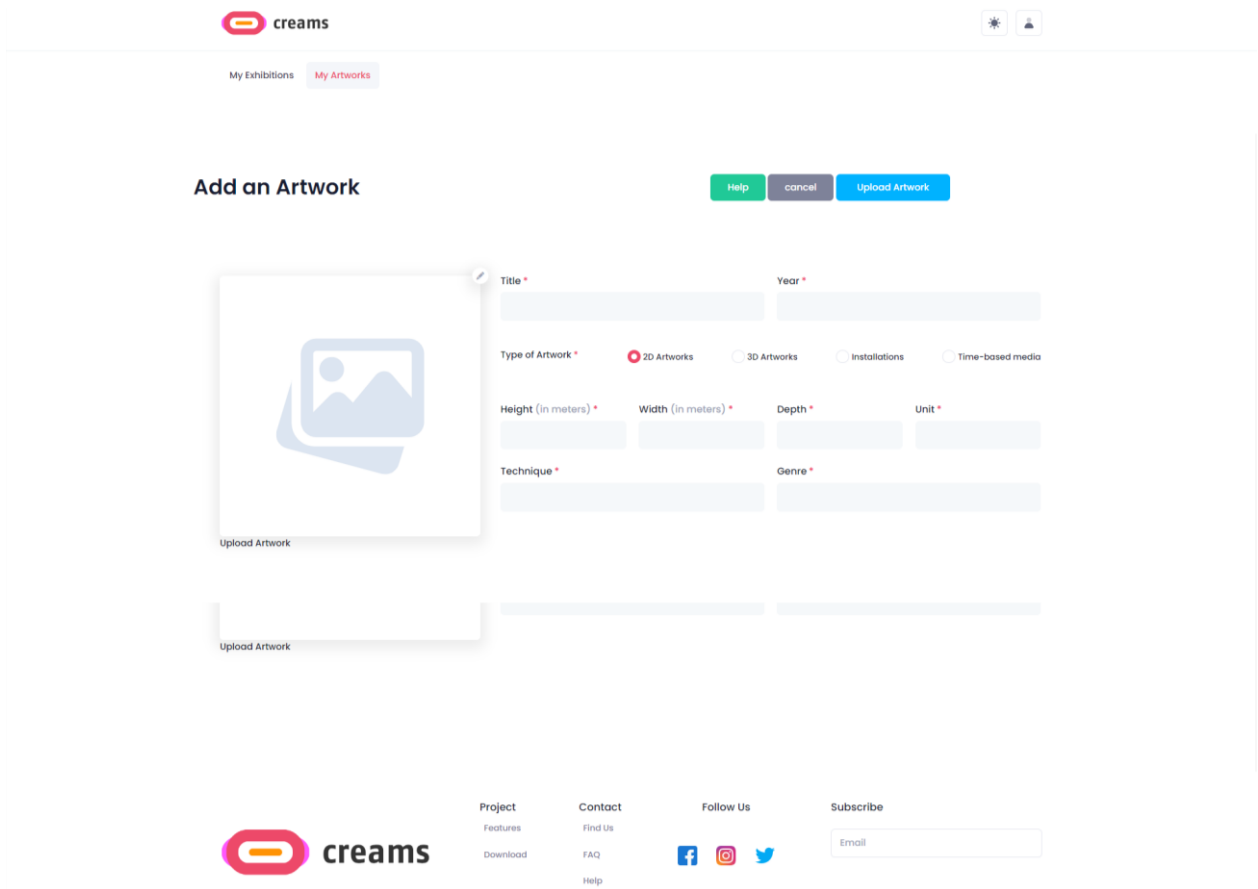 creams
My Exhibitions My Artworks
Add an Artwork
Help cancel Upload Artwork
Title * Year *
Type of Artwork * 2D Artworks 3D Artworks Installations Time-based media
Height (in meters) * Width (in meters) * Depth * Unit *
Technique * Genre *
Upload Artwork
Upload Artwork
Project Contact Follow Us Subscribe
Features Find Us
Email
creams
Download FAQ
Help